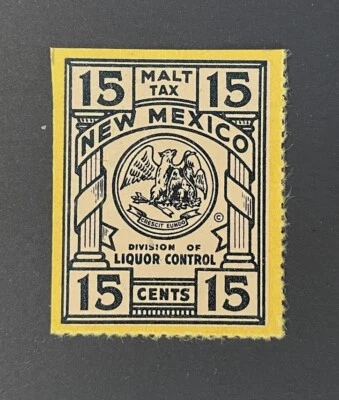 15 MALT 15
TAX
NEW MEXICO
CRESCIT EUNDO
©
DIVISION OF
LIQUOR CONTROL
15 CENTS 15